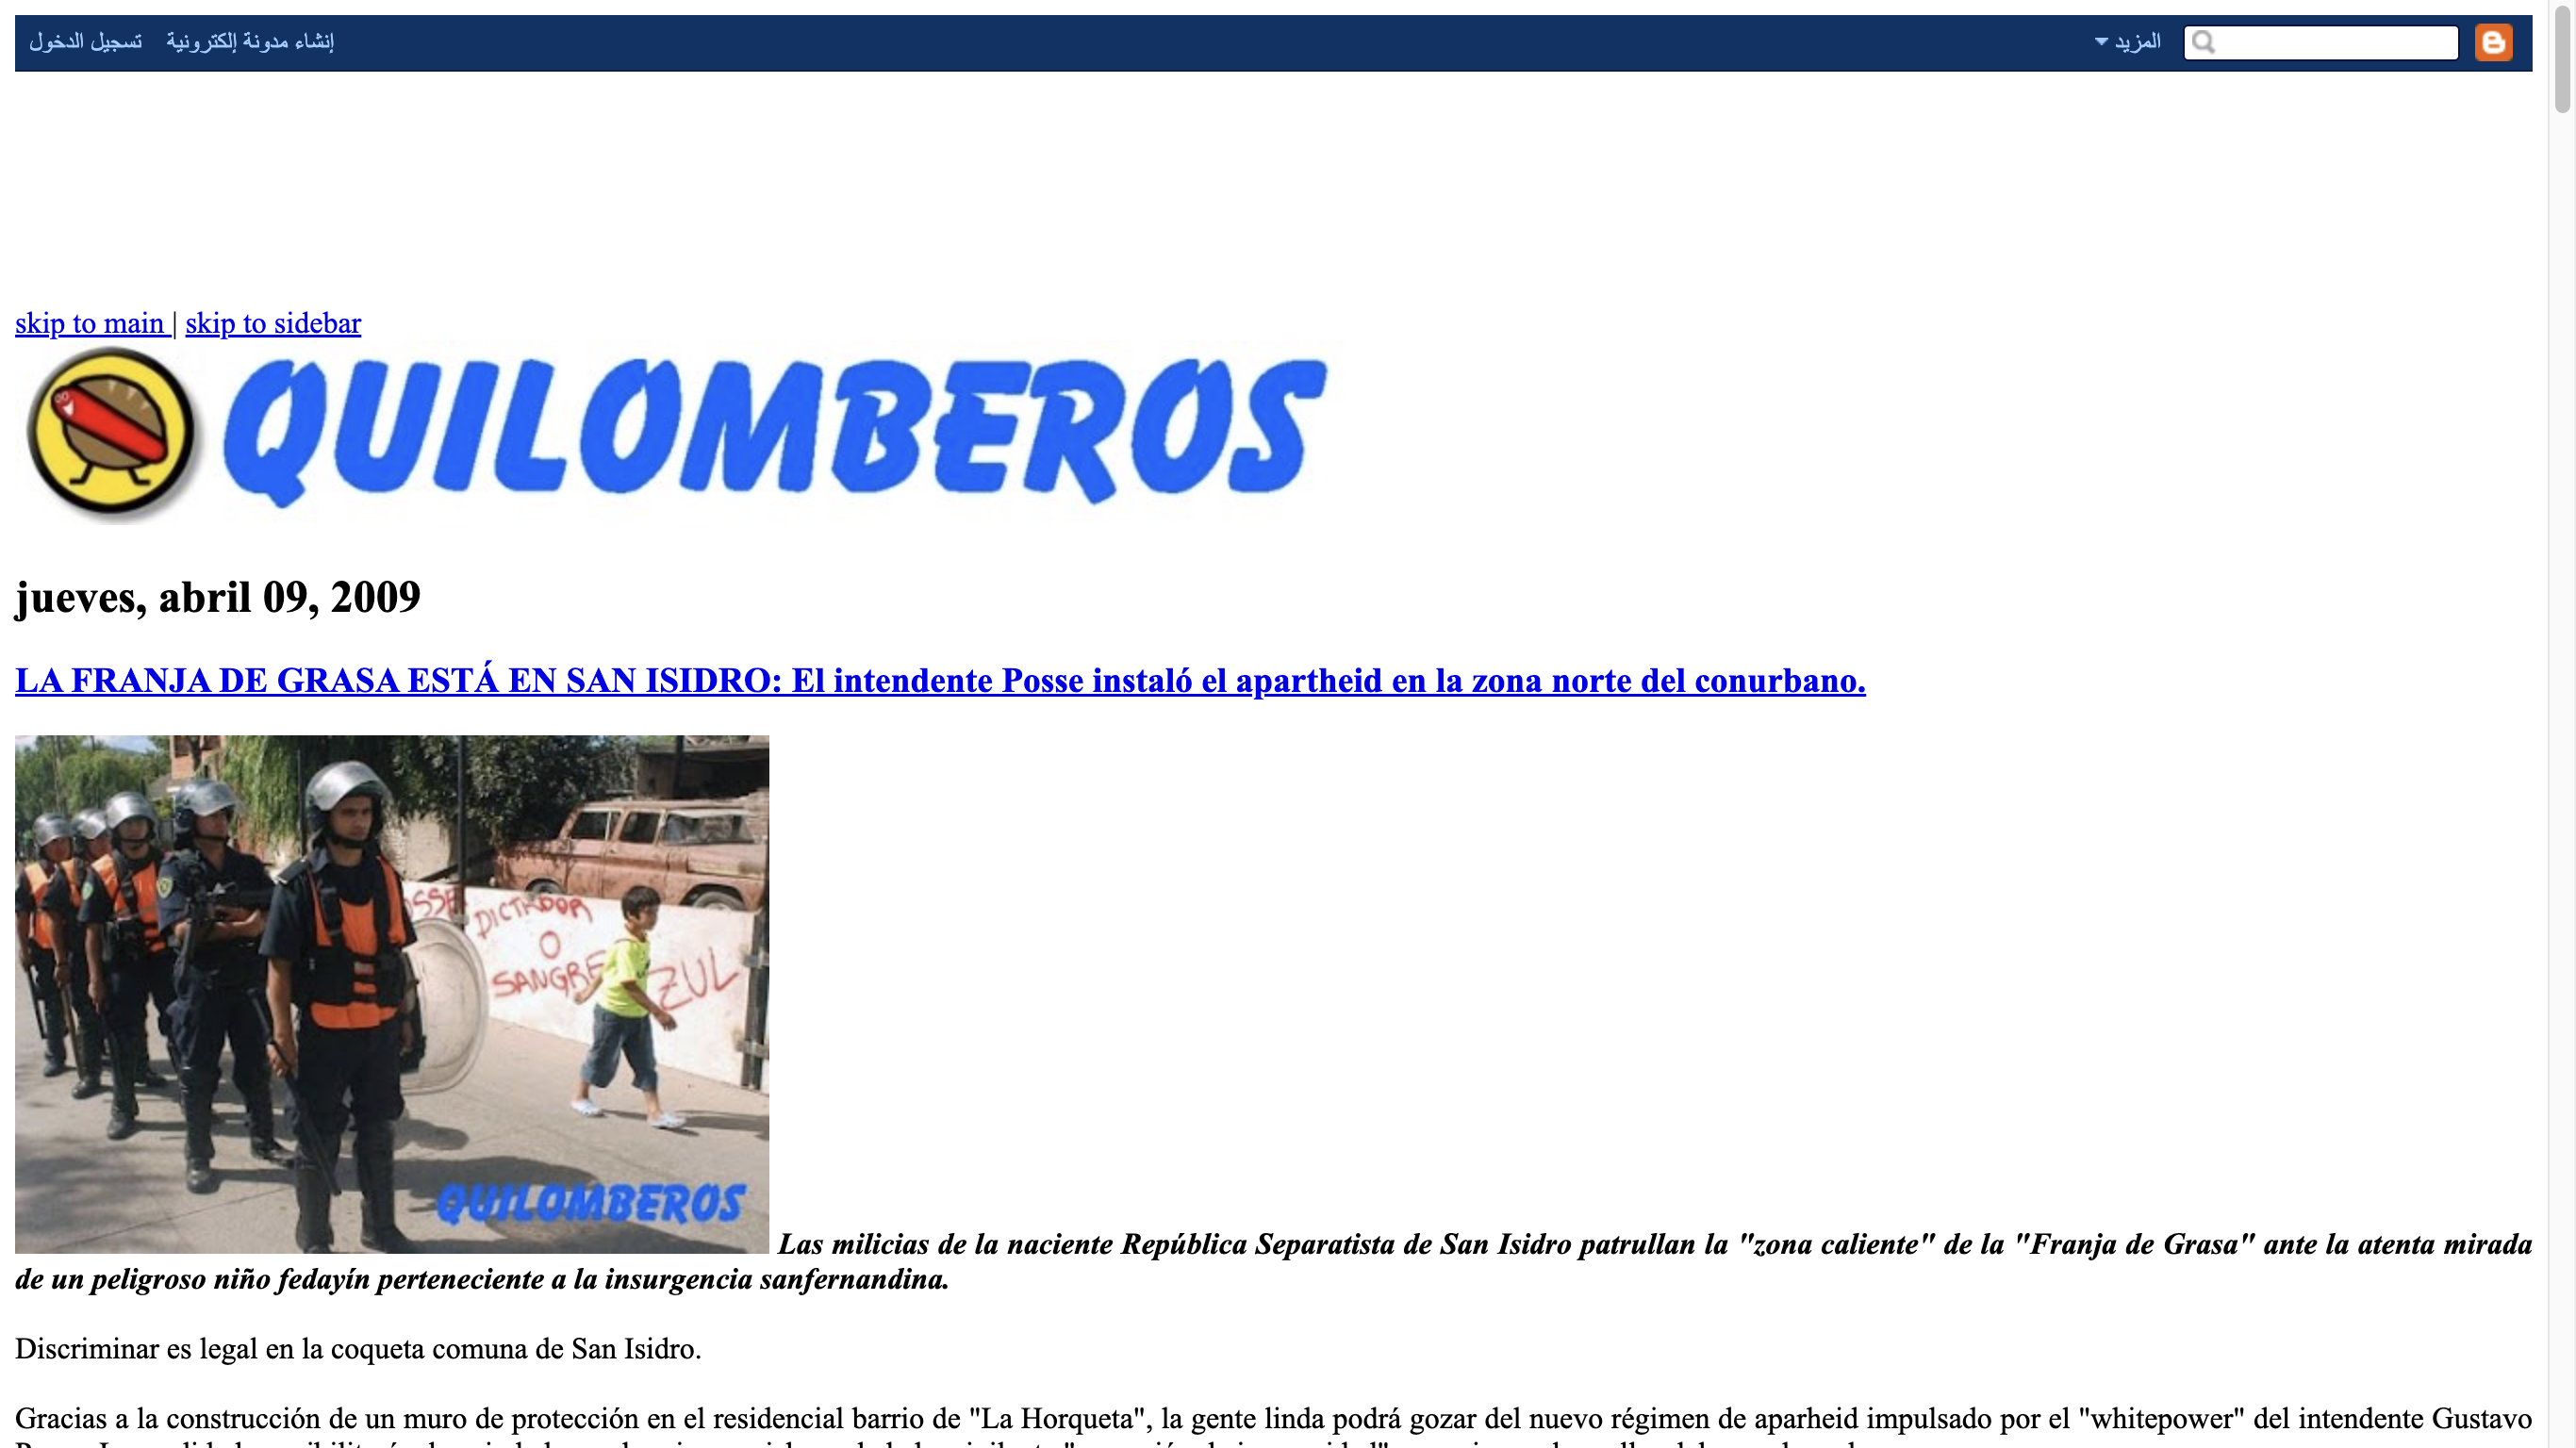 تسجيل الدخول إنشاء مدونة إلكترونية المزيد
skip to main | skip to sidebar
QUILOMBEROS
jueves, abril 09, 2009
LA FRANJA DE GRASA ESTÁ EN SAN ISIDRO: El intendente Posse instaló el apartheid en la zona norte del conurbano.
DICTADOR
O
SANGRE
ZUL
QUILOMBEROS
Las milicias de la naciente República Separatista de San Isidro patrullan la "zona caliente" de la "Franja de Grasa" ante la atenta mirada
de un peligroso niño fedayín perteneciente a la insurgencia sanfernandina.
Discriminar es legal en la coqueta comuna de San Isidro.
Gracias a la construcción de un muro de protección en el residencial barrio de "La Horqueta", la gente linda podrá gozar del nuevo régimen de aparheid impulsado por el "whitepower" del intendente Gustavo